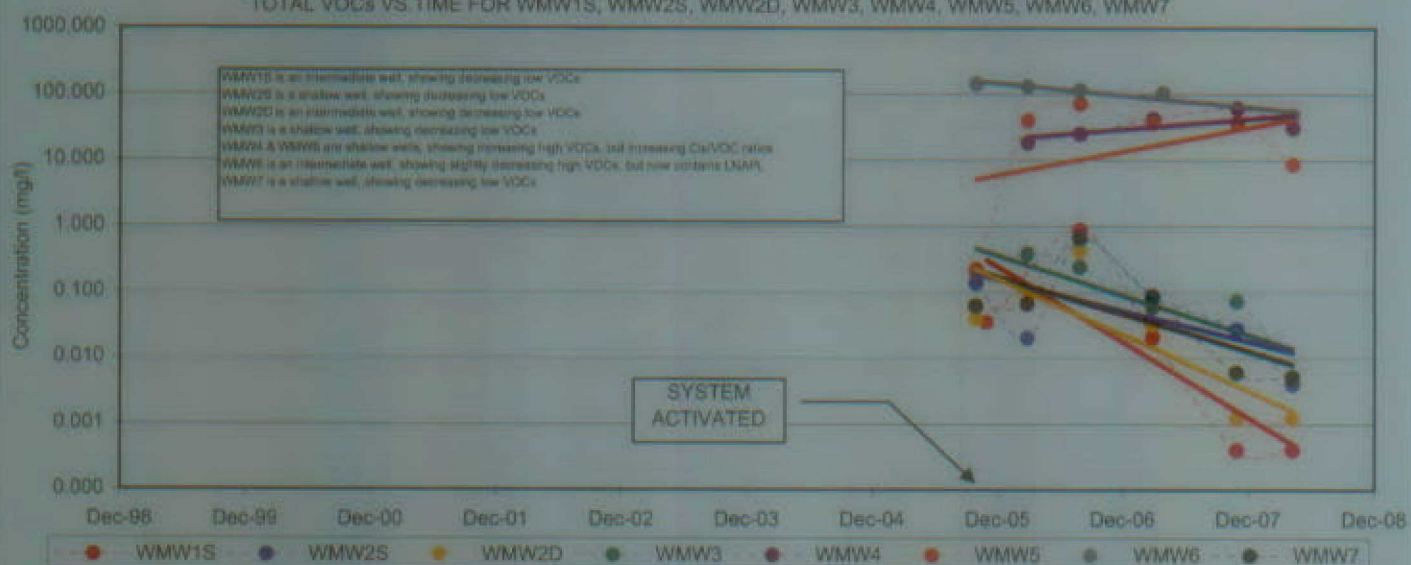 TOTAL VOCs VS TIME FOR WMW1S, WMW2S, WMW2D, WMW3, WMW4, WMW5, WMW6, WMW7
1000.000
100.000
10.000
1.000
0.100
0.010
0.001
0.000
Concentration (mg/l)
WMW1S is an intermediate well, showing decreasing low VOCs
WMW2S is a shallow well, showing decreasing low VOCs
WMW2D is an intermediate well, showing decreasing low VOCs
WMW3 is a shallow well, showing decreasing low VOCs
WMW4 & are shallow wells, showing increasing high VOCs, but increasing Cis/VOC ratios
WMW6 is an intermediate well, showing slightly decreasing high VOCs, but now contains LNAPL
WMW7 is a shallow well, showing decreasing low VOCs
SYSTEM
ACTIVATED
Dec-98 Dec-99 Dec-00 Dec-01 Dec-02 Dec-03 Dec-04 Dec-05 Dec-06 Dec-07 Dec-08
WMW1S WMW2S WMW2D WMW3 WMW4 WMW5 WMW6 WMW7